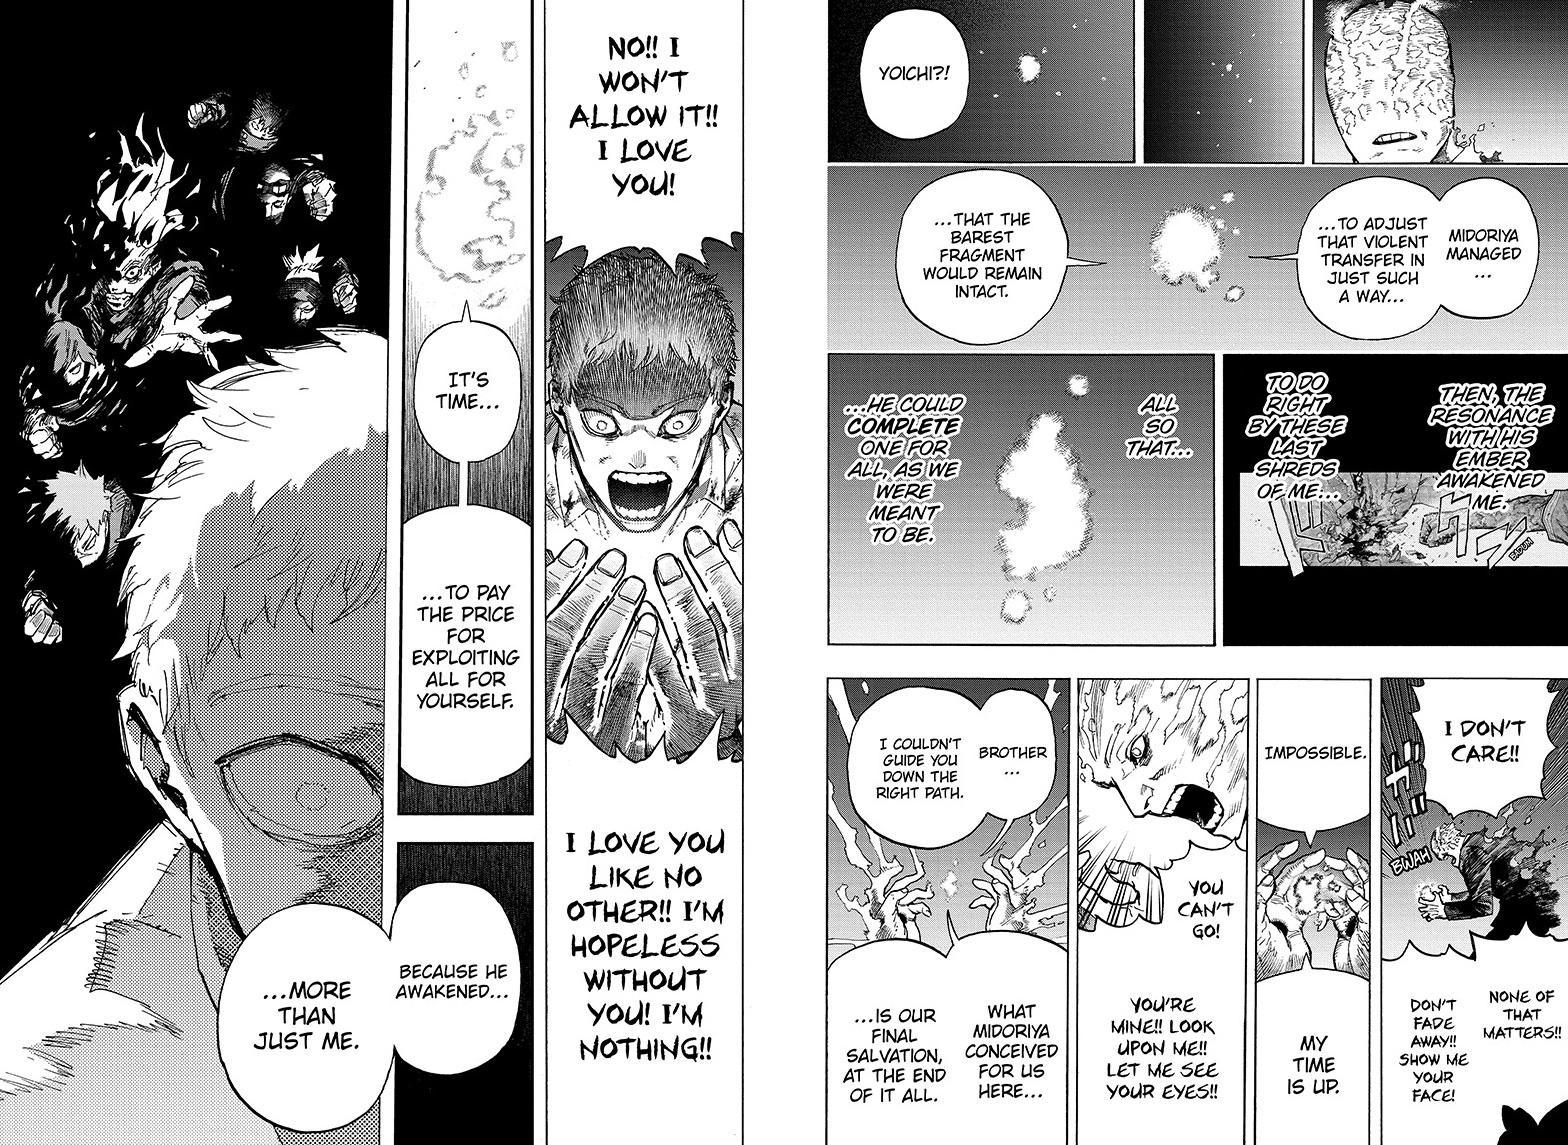 YOICHI?!
MIDORIYA
MANAGED
...
...TO ADJUST
THAT VIOLENT
TRANSFER IN
JUST SUCH
A WAY...
...THAT THE
BAREST
FRAGMENT
WOULD REMAIN
INTACT.
THEN, THE
RESONANCE
WITH HIS
EMBER
AWAKENED
ME.
BADUM
TO DO
RIGHT
BY THESE
LAST
SHREDS
OF ME...
ALL
SO
THAT...
...HE COULD
COMPLETE
ONE FOR
ALL, AS WE
WERE
MEANT
TO BE.
I DON'T
CARE!!
BWAH
NONE OF
THAT
MATTERS!!
DON'T
FADE
AWAY!!
SHOW ME
YOUR
FACE!
IMPOSSIBLE.
MY
TIME
IS UP.
YOU
CAN'T
GO!
YOU'RE
MINE!! LOOK
UPON ME!!
LET ME SEE
YOUR EYES!!
BROTHER
...
I COULDN'T
GUIDE YOU
DOWN THE
RIGHT PATH.
WHAT
MIDORIYA
CONCEIVED
FOR US
HERE...
...IS OUR
FINAL
SALVATION,
AT THE END
OF IT ALL.
NO!! I
WON'T
ALLOW IT!!
I LOVE
YOU!
I LOVE YOU
LIKE NO
OTHER!! I'M
HOPELESS
WITHOUT
YOU! I'M
NOTHING!!
IT'S
TIME...
...TO PAY
THE PRICE
FOR
EXPLOITING
ALL FOR
YOURSELF.
BECAUSE HE
AWAKENED...
...MORE
THAN
JUST ME.